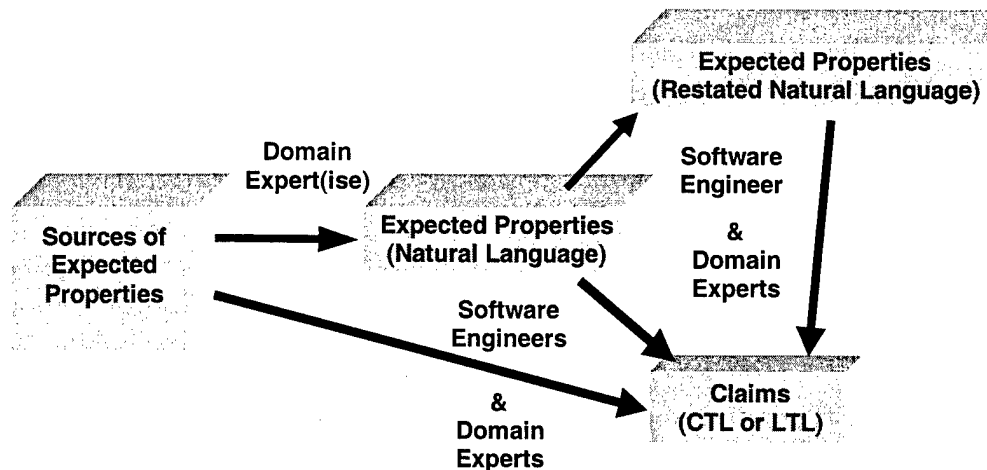 Expected Properties
(Restated Natural Language)
Domain
Expert(ise)
Software
Engineer
&
Domain
Experts
Sources of
Expected
Properties
Expected Properties
(Natural Language)
Software
Engineers
&
Domain
Experts
Claims
(CTL or LTL)